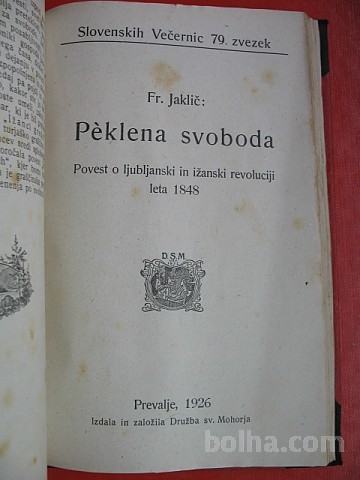 Slovenskih Večernic 79. zvezek
Fr. Jaklič:
Pèklena svoboda
Povest o ljubljanski in ižanski revoluciji
leta 1848
D.S.M.
Prevalje, 1926
Izdala in založila Družba sv. Mohorja
bolha.com